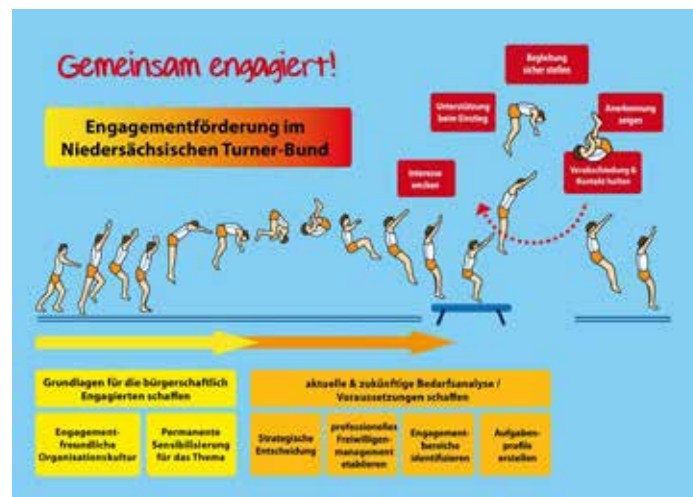 Gemeinsam engagiert!
Engagementförderung im
Niedersächsischen Turner-Bund
Begleitung
sicher stellen
Unterstützung
beim Einstieg
Anerkennung
zeigen
Interesse
wecken
Verabschiedung &
Kontakt halten
Grundlagen für die bürgerschaftlich
Engagierten schaffen
aktuelle & zukünftige Bedarfsanalyse /
Voraussetzungen schaffen
Engagement-
freundliche
Organisationskultur
Permanente
Sensibilisierung
für das Thema
Strategische
Entscheidung
professionelles
Freiwilligen-
management
etablieren
Engagement-
bereiche
identifizieren
Aufgaben-
profile
erstellen